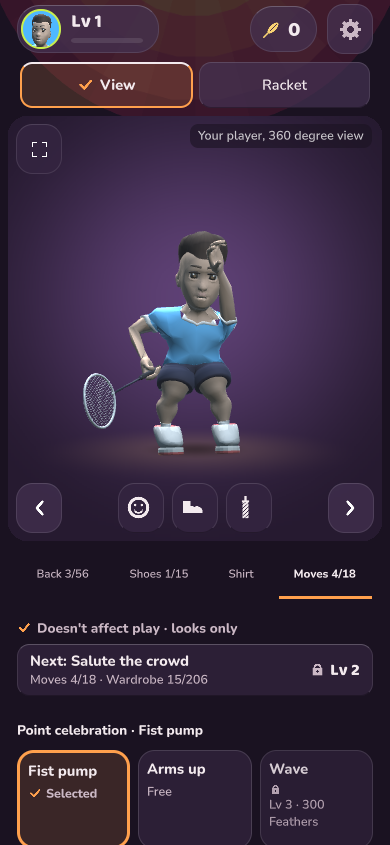 Lv 1
0
View
Racket
Your player, 360 degree view
Back 3/56
Shoes 1/15
Shirt
Moves 4/18
Doesn't affect play · looks only
Next: Salute the crowd
Moves 4/18 · Wardrobe 15/206
Lv 2
Point celebration · Fist pump
Fist pump
Selected
Arms up
Free
Wave
Lv 3 · 300
Feathers